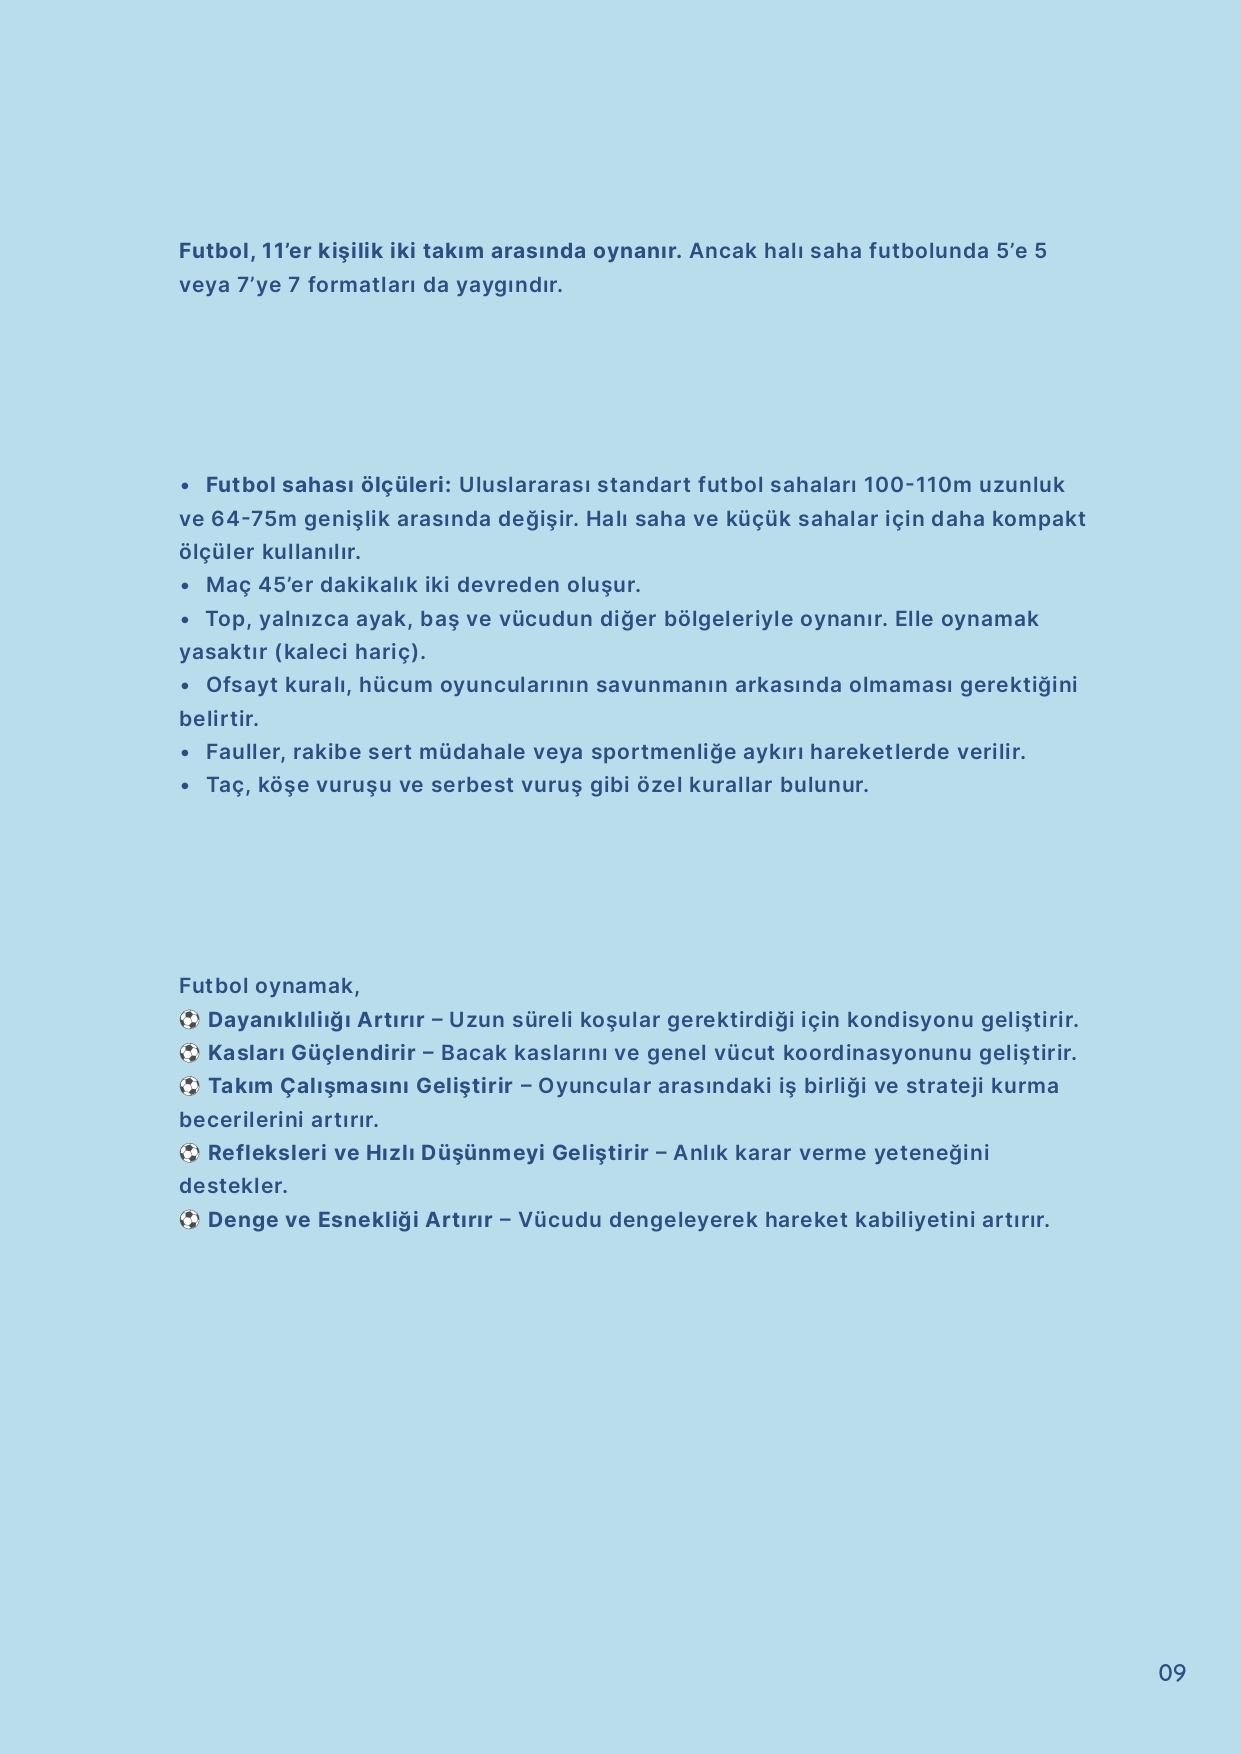 Futbol, 11’er kişilik iki takım arasında oynanır. Ancak halı saha futbolunda 5’e 5
veya 7’ye 7 formatları da yaygındır.
• Futbol sahası ölçüleri: Uluslararası standart futbol sahaları 100-110m uzunluk
ve 64-75m genişlik arasında değişir. Halı saha ve küçük sahalar için daha kompakt
ölçüler kullanılır.
• Maç 45’er dakikalık iki devreden oluşur.
• Top, yalnızca ayak, baş ve vücudun diğer bölgeleriyle oynanır. Elle oynamak
yasaktır (kaleci hariç).
• Ofsayt kuralı, hücum oyuncularının savunmanın arkasında olmaması gerektiğini
belirtir.
• Fauller, rakibe sert müdahale veya sportmenliğe aykırı hareketlerde verilir.
• Taç, köşe vuruşu ve serbest vuruş gibi özel kurallar bulunur.
Futbol oynamak,
⚽ Dayanıklıliığı Artırır – Uzun süreli koşular gerektirdiği için kondisyonu geliştirir.
⚽ Kasları Güçlendirir – Bacak kaslarını ve genel vücut koordinasyonunu geliştirir.
⚽ Takım Çalışmasını Geliştirir – Oyuncular arasındaki iş birliği ve strateji kurma
becerilerini artırır.
⚽ Refleksleri ve Hızlı Düşünmeyi Geliştirir – Anlık karar verme yeteneğini
destekler.
⚽ Denge ve Esnekliği Artırır – Vücudu dengeleyerek hareket kabiliyetini artırır.
09